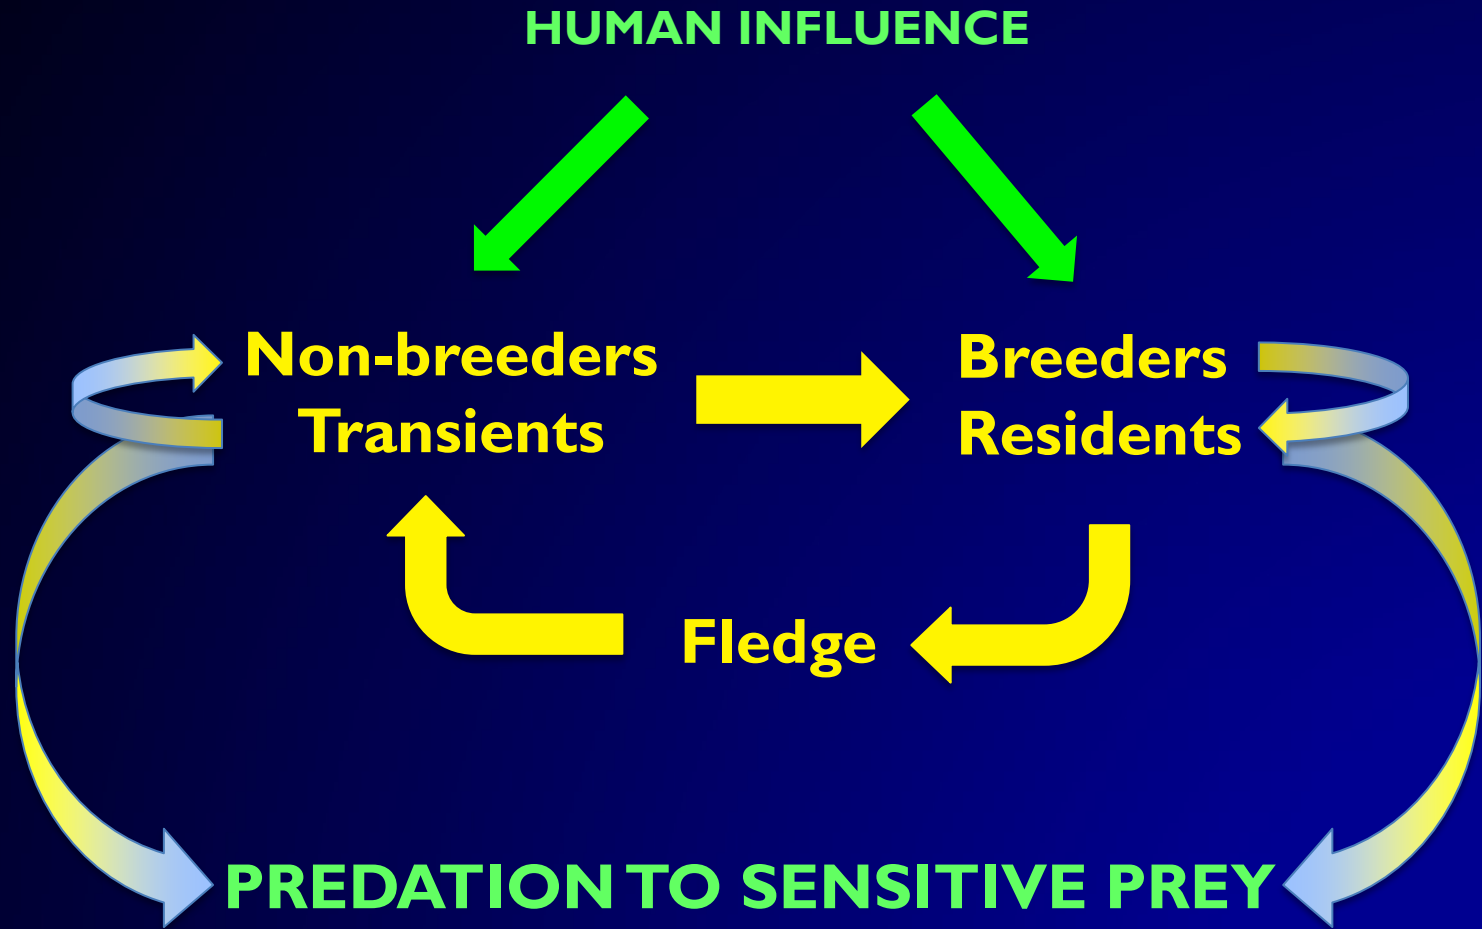 HUMAN INFLUENCE
Non-breeders
Transients
Breeders
Residents
Fledge
PREDATION TO SENSITIVE PREY